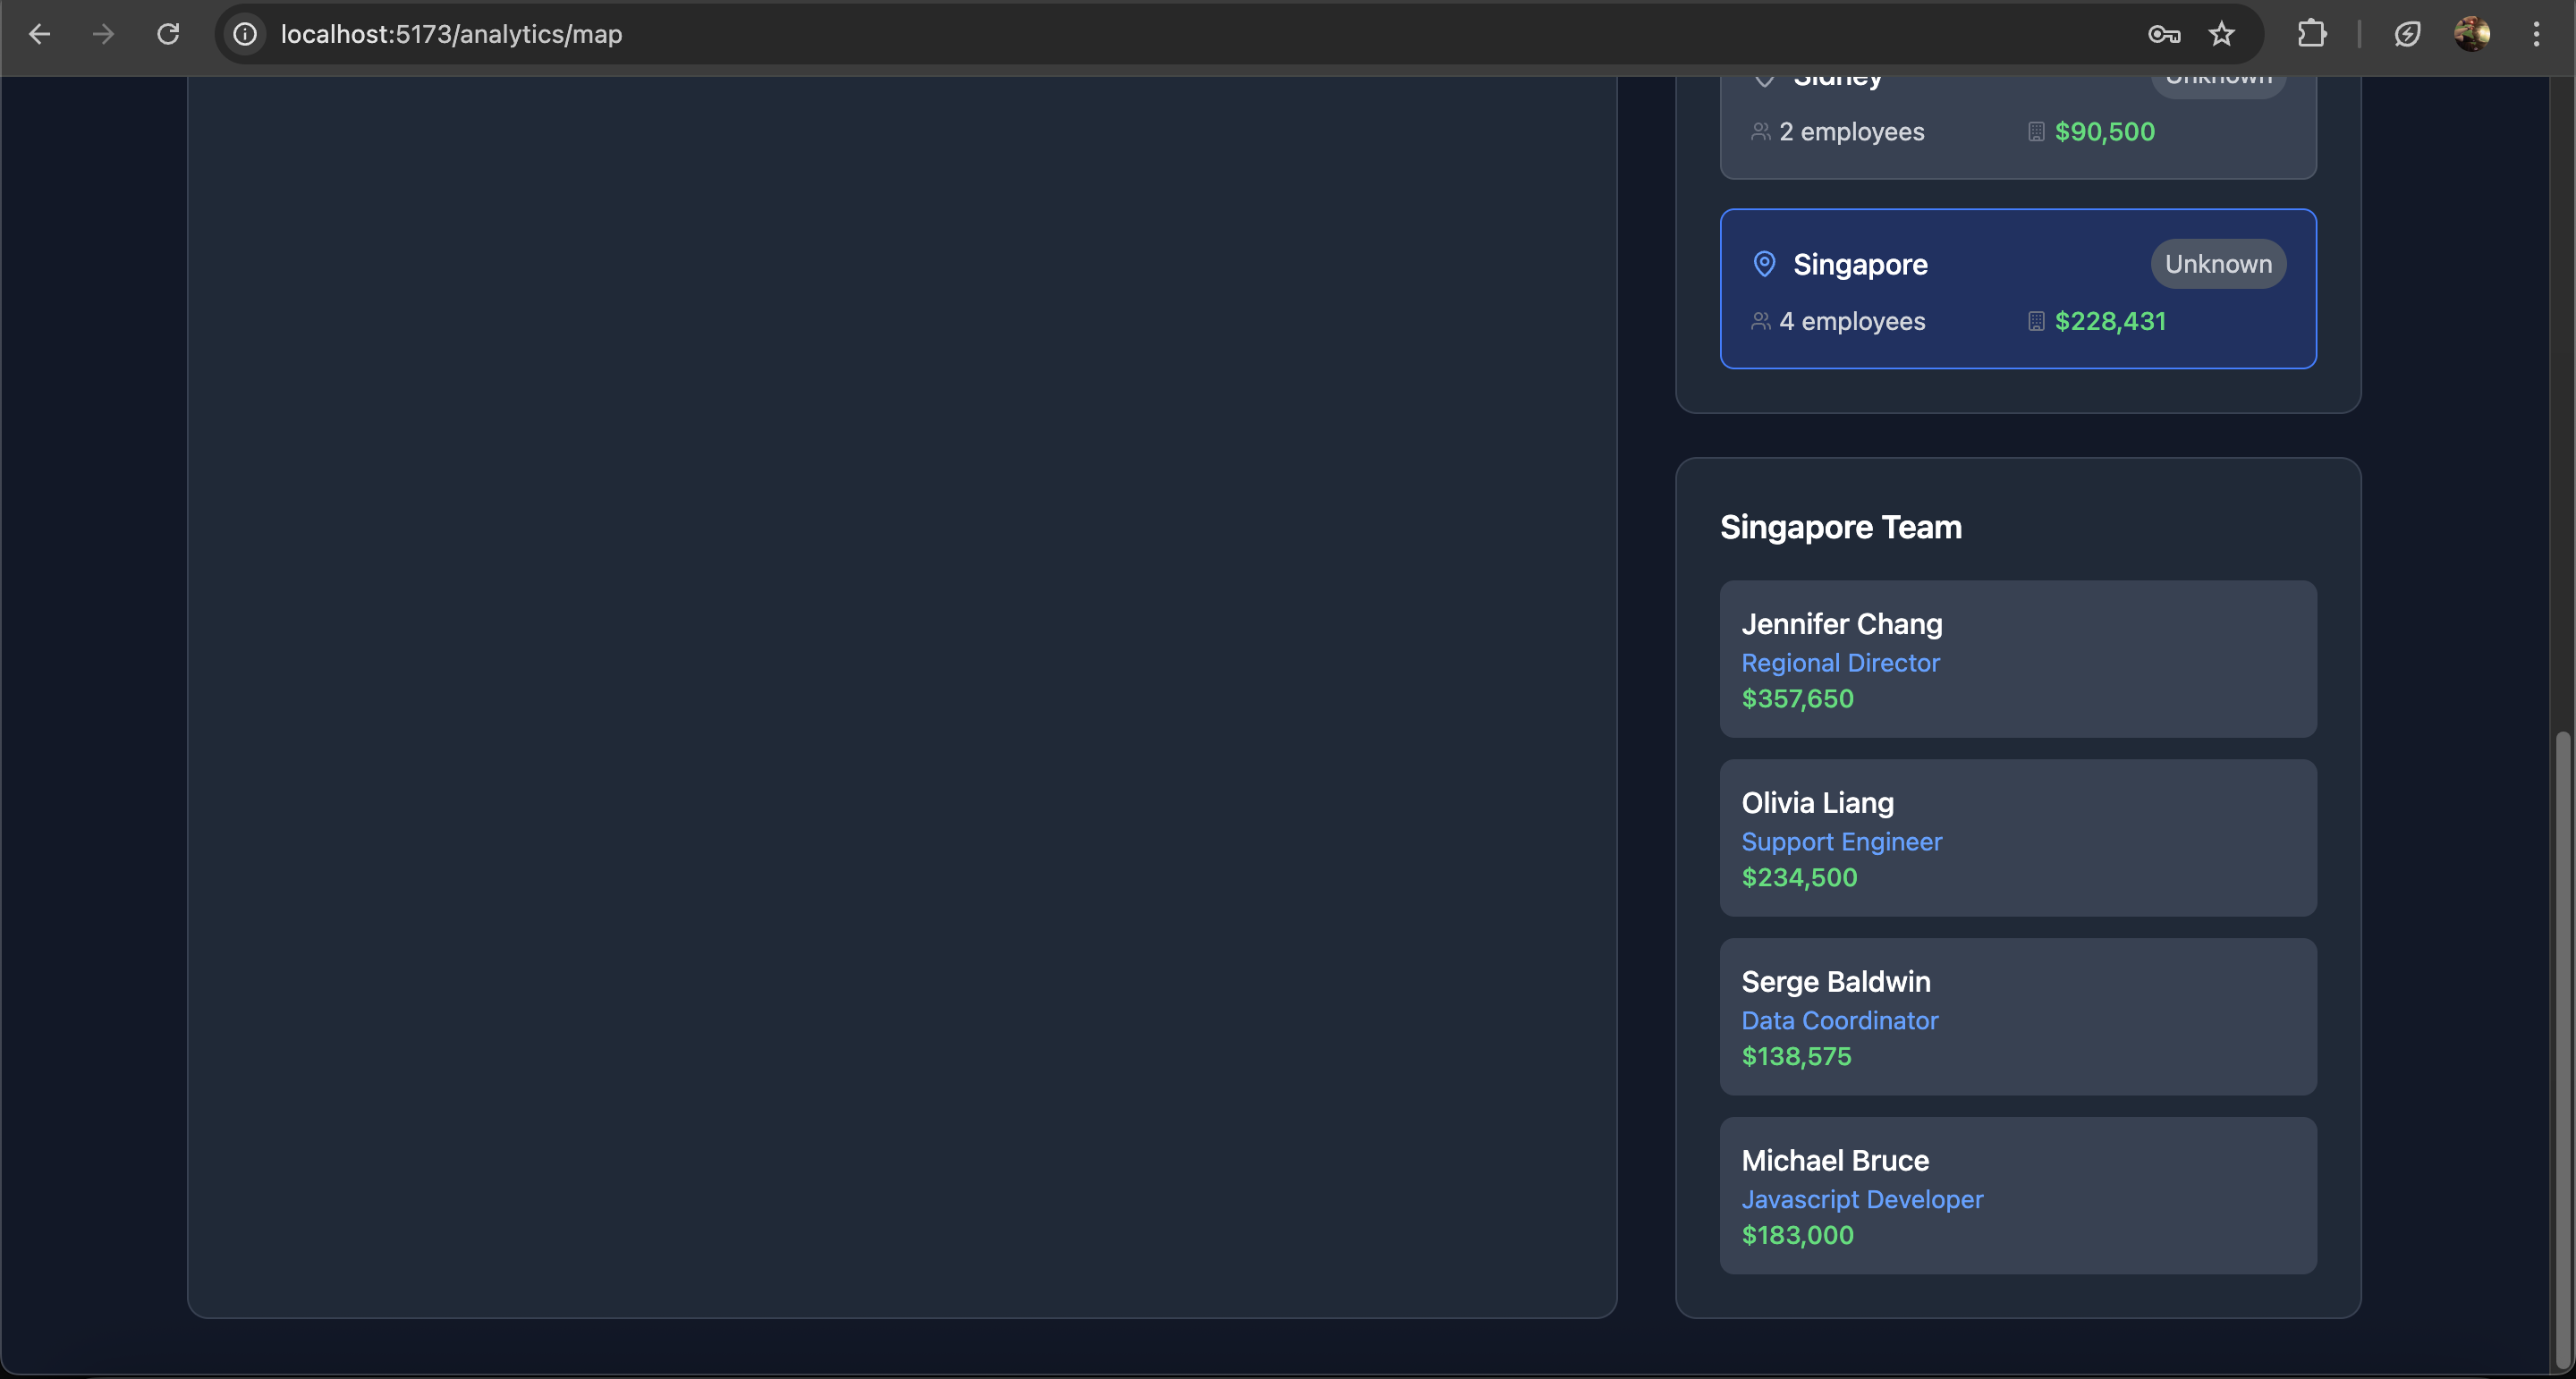 localhost:5173/analytics/map
Sidney Unknown
2 employees $90,500
Singapore Unknown
4 employees $228,431
Singapore Team
Jennifer Chang
Regional Director
$357,650
Olivia Liang
Support Engineer
$234,500
Serge Baldwin
Data Coordinator
$138,575
Michael Bruce
Javascript Developer
$183,000